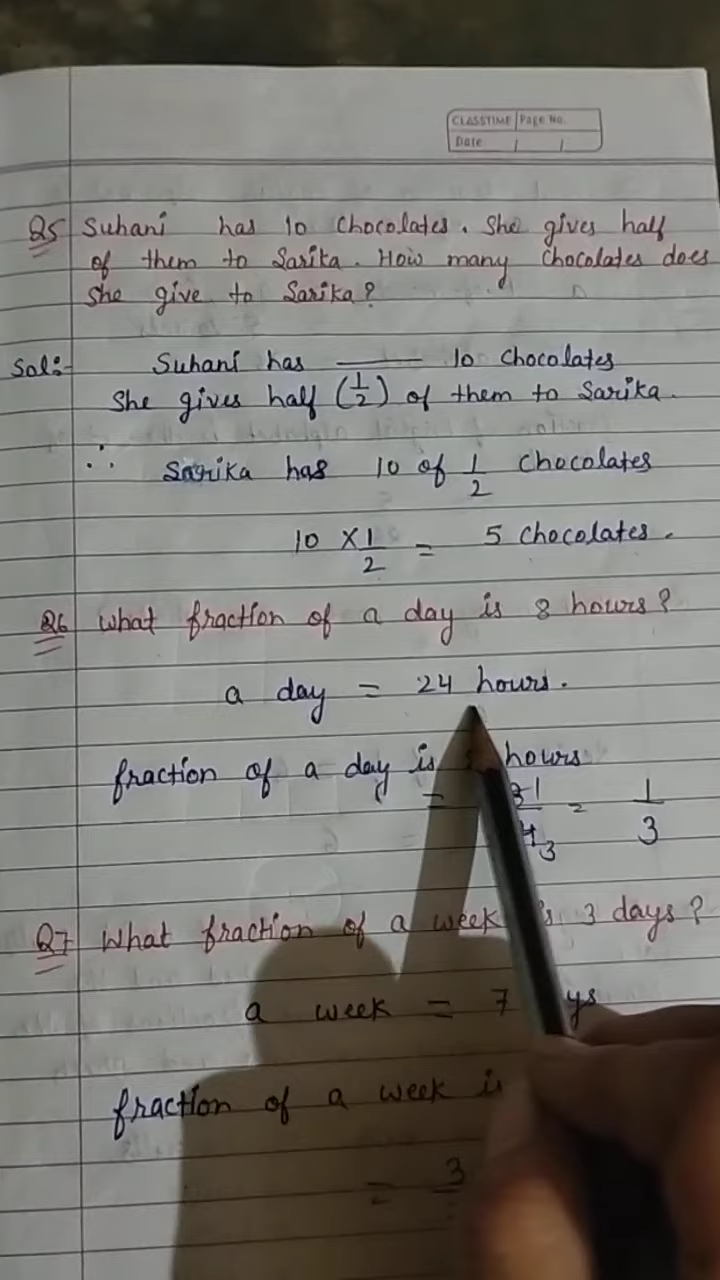 CLASSTIME Page No.
Date / /
Q5 Suhani has 10 chocolates. She gives half
of them to Sarika. How many chocolates does
she give to Sarika?
Sol:- Suhani has —— 10 chocolates
She gives half (1/2) of them to Sarika.
∴ Sarika has 10 of 1/2 chocolates
10 × 1/2 = 5 chocolates.
Q6 What fraction of a day is 8 hours?
a day = 24 hours.
fraction of a day is hours
= 1/3
Q7 What fraction of a week is 3 days?
a week = 7
fraction of a week is
= 3